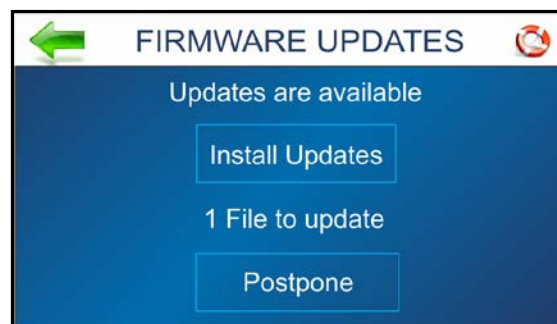 FIRMWARE UPDATES
Updates are available
Install Updates
1 File to update
Postpone